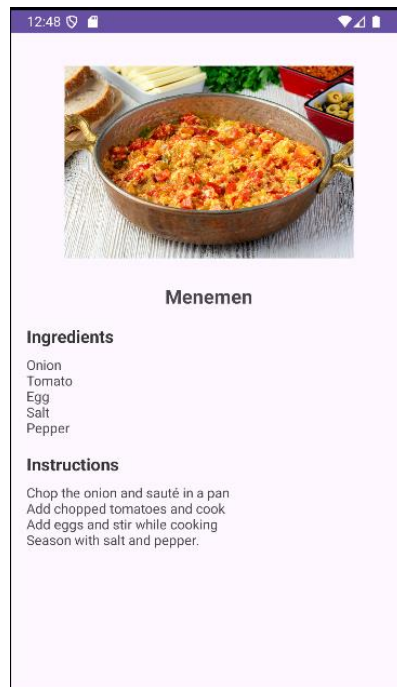 12:48
Menemen
Ingredients
Onion
Tomato
Egg
Salt
Pepper
Instructions
Chop the onion and sauté in a pan
Add chopped tomatoes and cook
Add eggs and stir while cooking
Season with salt and pepper.